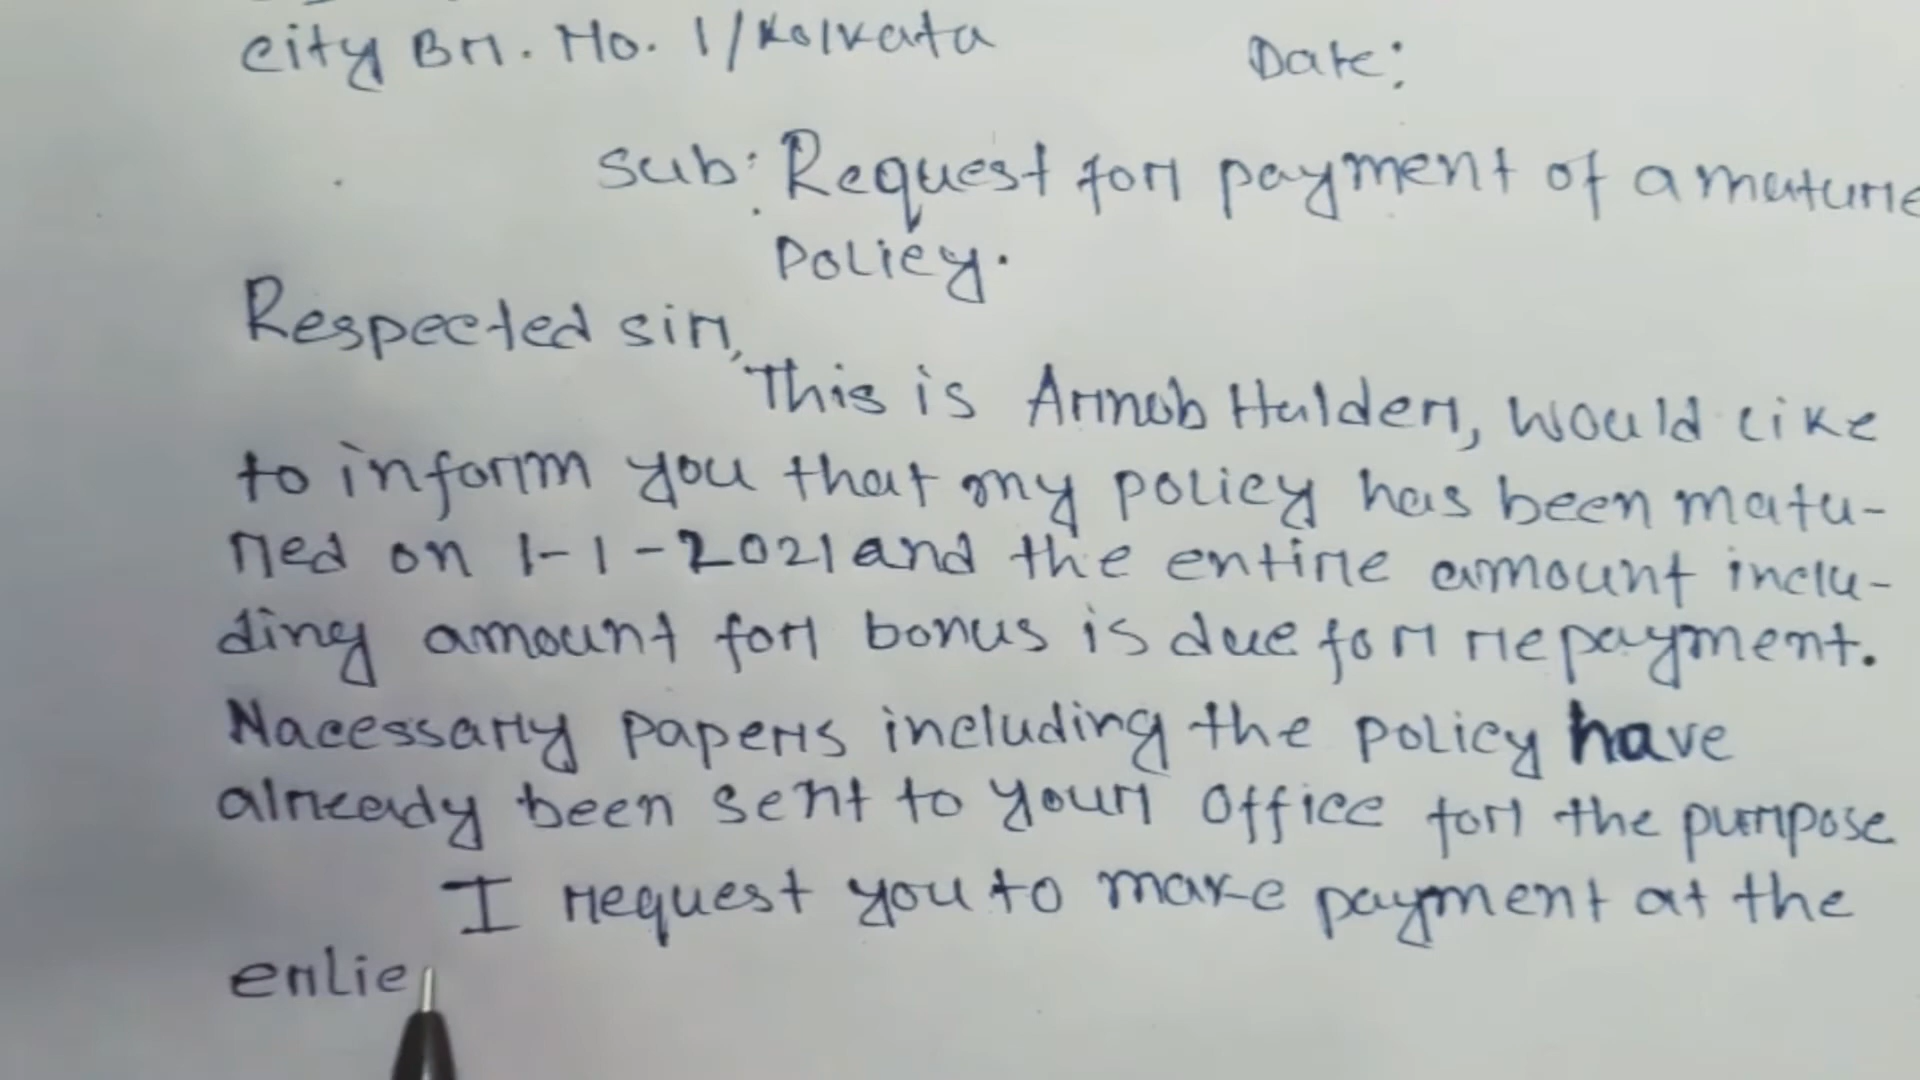 city Br. No. 1/Kolkata
Date:
Sub: Request for payment of a mature
Policy.
Respected sir,
This is Arnab Halder, would like
to inform you that my policy has been matu-
red on 1-1-2021 and the entire amount inclu-
ding amount for bonus is due for repayment.
Nacessary papers including the policy have
already been sent to your office for the purpose
I request you to make payment at the
erlie